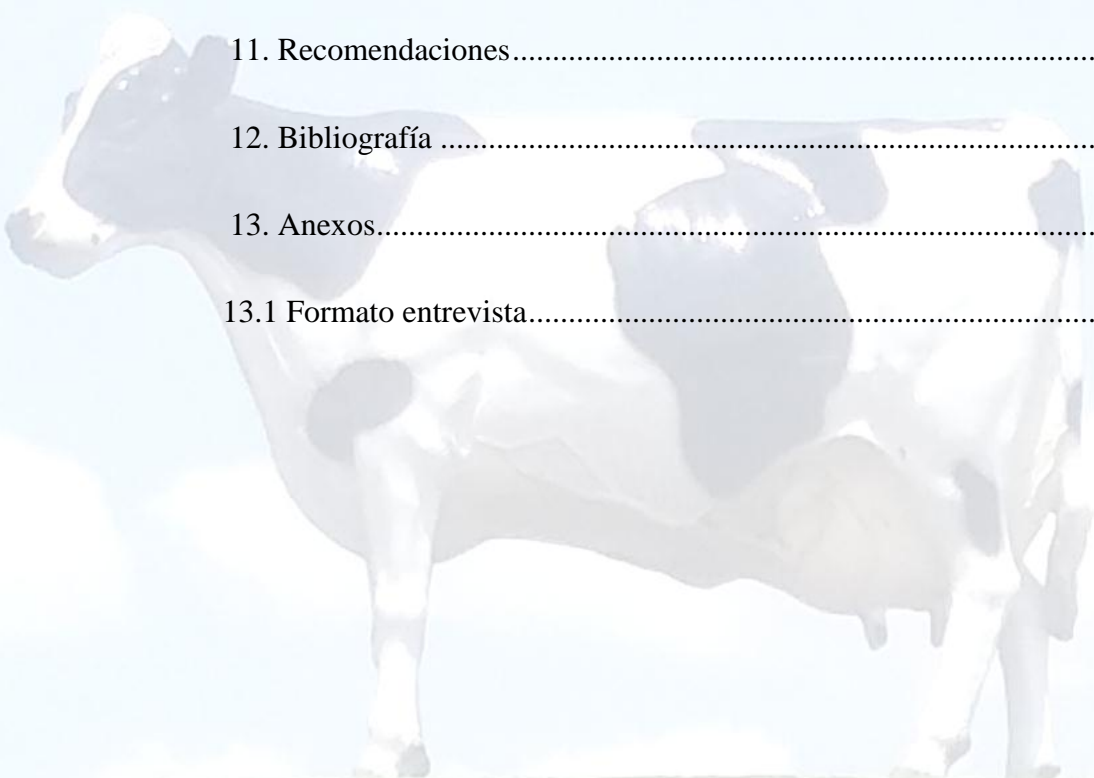 11. Recomendaciones.......................................................................
12. Bibliografía ................................................................................
13. Anexos........................................................................................
13.1 Formato entrevista.....................................................................